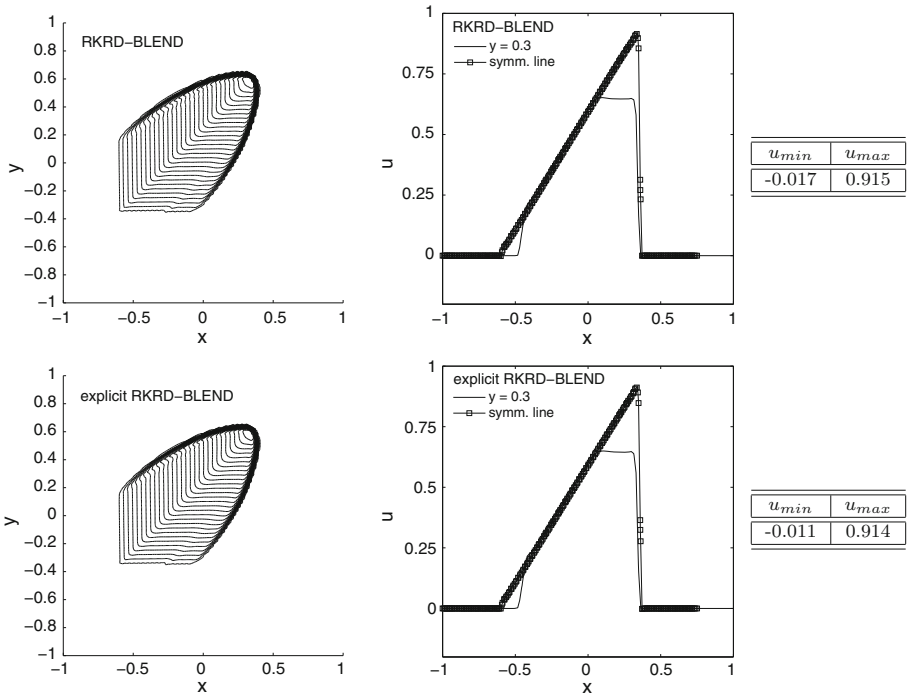 RKRD-BLEND
1
0.8
0.6
0.4
0.2
0
-0.2
-0.4
-0.6
-0.8
-1
y
-1 -0.5 0 0.5 1
x
RKRD-BLEND
y = 0.3
symm. line
1
0.75
0.5
0.25
0
u
-1 -0.5 0 0.5 1
x
u_min u_max
-0.017 0.915
explicit RKRD-BLEND
1
0.8
0.6
0.4
0.2
0
-0.2
-0.4
-0.6
-0.8
-1
y
-1 -0.5 0 0.5 1
x
explicit RKRD-BLEND
y = 0.3
symm. line
1
0.75
0.5
0.25
0
u
-1 -0.5 0 0.5 1
x
u_min u_max
-0.011 0.914